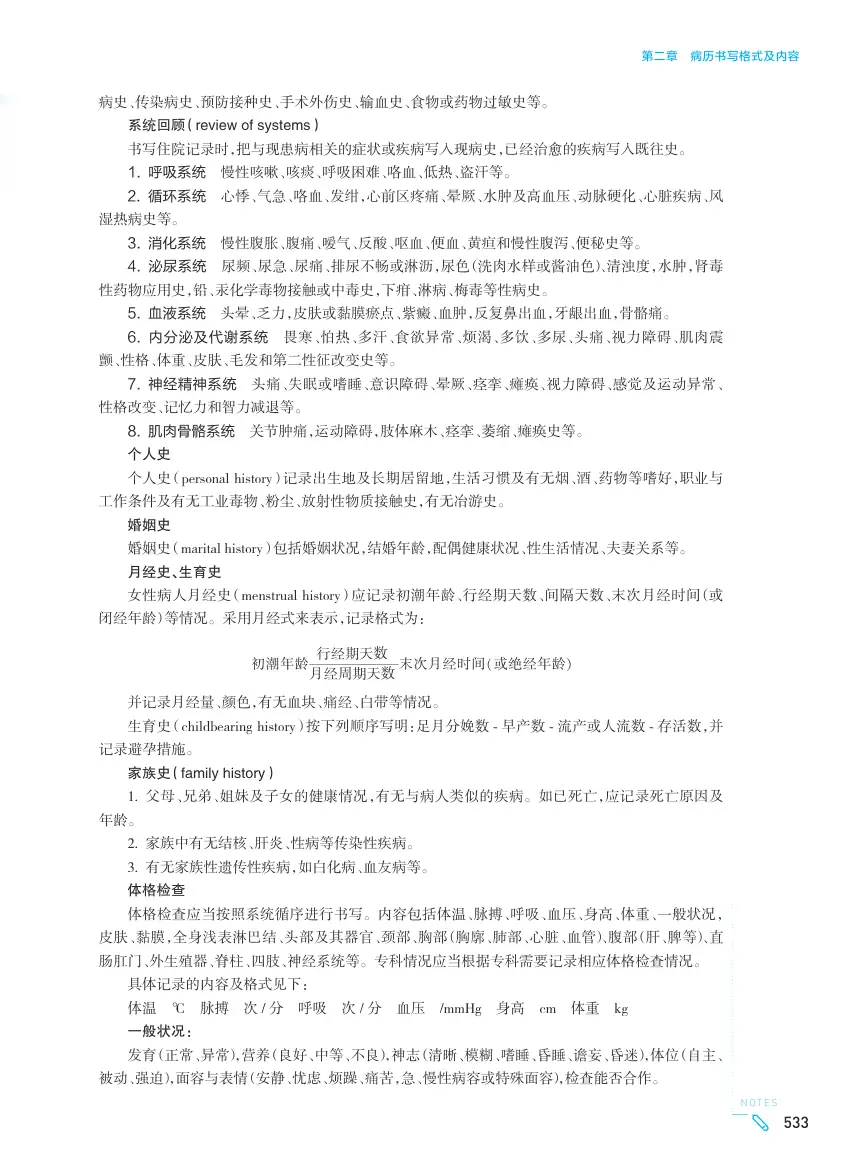 第二章　病历书写格式及内容
病史、传染病史、预防接种史、手术外伤史、输血史、食物或药物过敏史等。
系统回顾（review of systems）
书写住院记录时，把与现患病相关的症状或疾病写入现病史，已经治愈的疾病写入既往史。
1. 呼吸系统　慢性咳嗽、咳痰、呼吸困难、咯血、低热、盗汗等。
2. 循环系统　心悸、气急、咯血、发绀，心前区疼痛、晕厥、水肿及高血压、动脉硬化、心脏疾病、风
湿热病史等。
3. 消化系统　慢性腹胀、腹痛、嗳气、反酸、呕血、便血、黄疸和慢性腹泻、便秘史等。
4. 泌尿系统　尿频、尿急、尿痛、排尿不畅或淋沥，尿色（洗肉水样或酱油色）、清浊度，水肿，肾毒
性药物应用史，铅、汞化学毒物接触或中毒史，下疳、淋病、梅毒等性病史。
5. 血液系统　头晕、乏力，皮肤或黏膜瘀点、紫癜、血肿，反复鼻出血，牙龈出血，骨骼痛。
6. 内分泌及代谢系统　畏寒、怕热、多汗、食欲异常、烦渴、多饮、多尿、头痛、视力障碍、肌肉震
颤、性格、体重、皮肤、毛发和第二性征改变史等。
7. 神经精神系统　头痛、失眠或嗜睡、意识障碍、晕厥、痉挛、瘫痪、视力障碍、感觉及运动异常、
性格改变、记忆力和智力减退等。
8. 肌肉骨骼系统　关节肿痛，运动障碍，肢体麻木、痉挛、萎缩、瘫痪史等。
个人史
个人史（personal history）记录出生地及长期居留地，生活习惯及有无烟、酒、药物等嗜好，职业与
工作条件及有无工业毒物、粉尘、放射性物质接触史，有无冶游史。
婚姻史
婚姻史（marital history）包括婚姻状况，结婚年龄，配偶健康状况、性生活情况、夫妻关系等。
月经史、生育史
女性病人月经史（menstrual history）应记录初潮年龄、行经期天数、间隔天数、末次月经时间（或
闭经年龄）等情况。采用月经式来表示，记录格式为：
行经期天数
初潮年龄　末次月经时间（或绝经年龄）
月经周期天数
并记录月经量、颜色，有无血块、痛经、白带等情况。
生育史（childbearing history）按下列顺序写明：足月分娩数 - 早产数 - 流产或人流数 - 存活数，并
记录避孕措施。
家族史（family history）
1. 父母、兄弟、姐妹及子女的健康情况，有无与病人类似的疾病。如已死亡，应记录死亡原因及
年龄。
2. 家族中有无结核、肝炎、性病等传染性疾病。
3. 有无家族性遗传性疾病，如白化病、血友病等。
体格检查
体格检查应当按照系统循序进行书写。内容包括体温、脉搏、呼吸、血压、身高、体重、一般状况，
皮肤、黏膜，全身浅表淋巴结、头部及其器官、颈部、胸部（胸廓、肺部、心脏、血管）、腹部（肝、脾等）、直
肠肛门、外生殖器、脊柱、四肢、神经系统等。专科情况应当根据专科需要记录相应体格检查情况。
具体记录的内容及格式见下：
体温　℃　脉搏　次 / 分　呼吸　次 / 分　血压　/mmHg　身高　cm　体重　kg
一般状况：
发育（正常、异常），营养（良好、中等、不良），神志（清晰、模糊、嗜睡、昏睡、谵妄、昏迷），体位（自主、
被动、强迫），面容与表情（安静、忧虑、烦躁、痛苦，急、慢性病容或特殊面容），检查能否合作。
NOTES
533